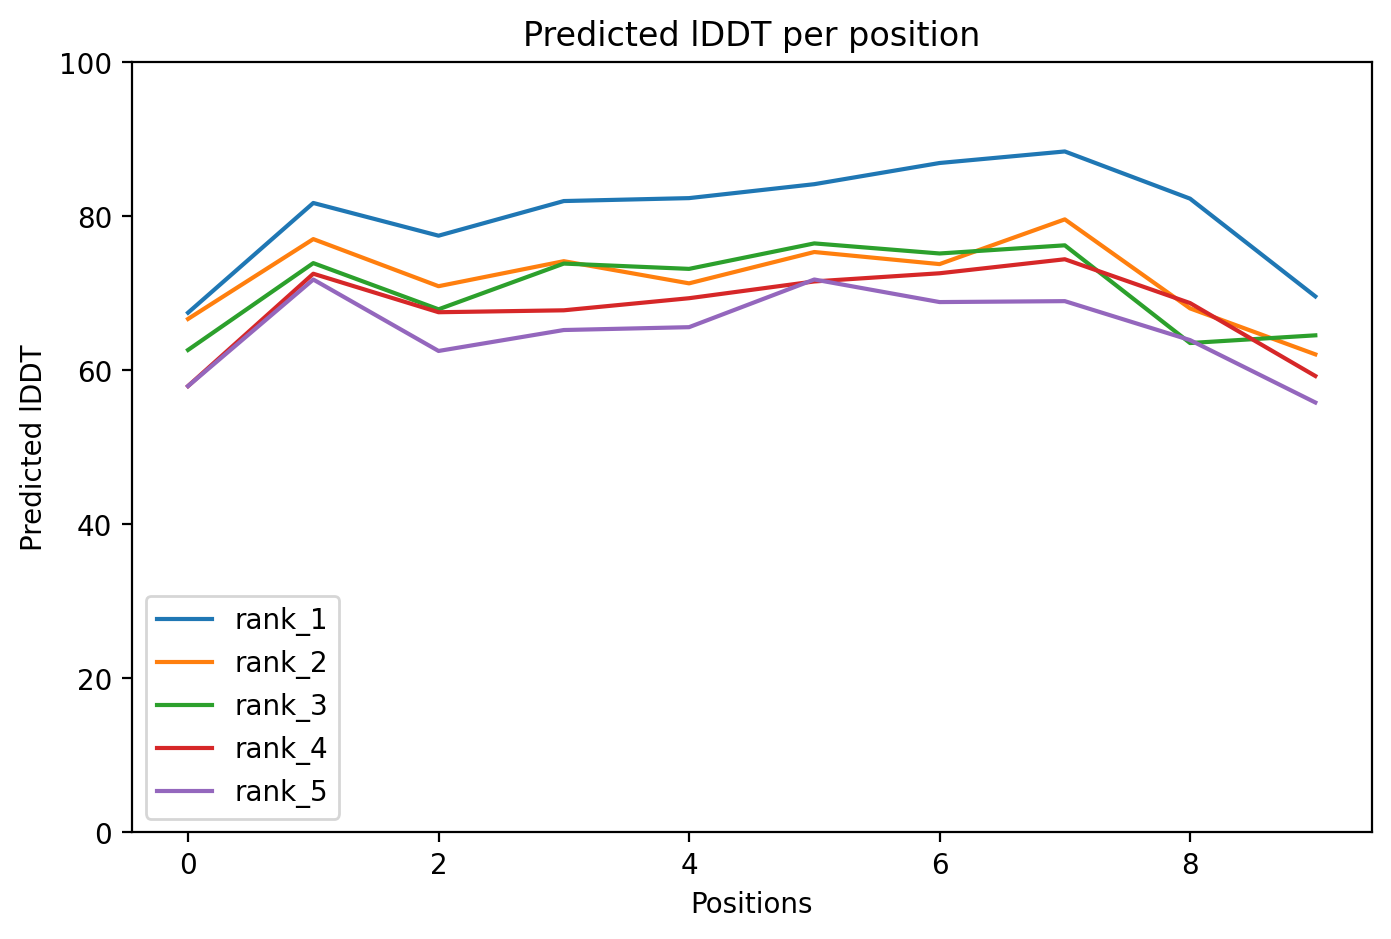 Predicted lDDT per position
100
80
60
40
20
0
Predicted lDDT
rank_1
rank_2
rank_3
rank_4
rank_5
0 2 4 6 8
Positions